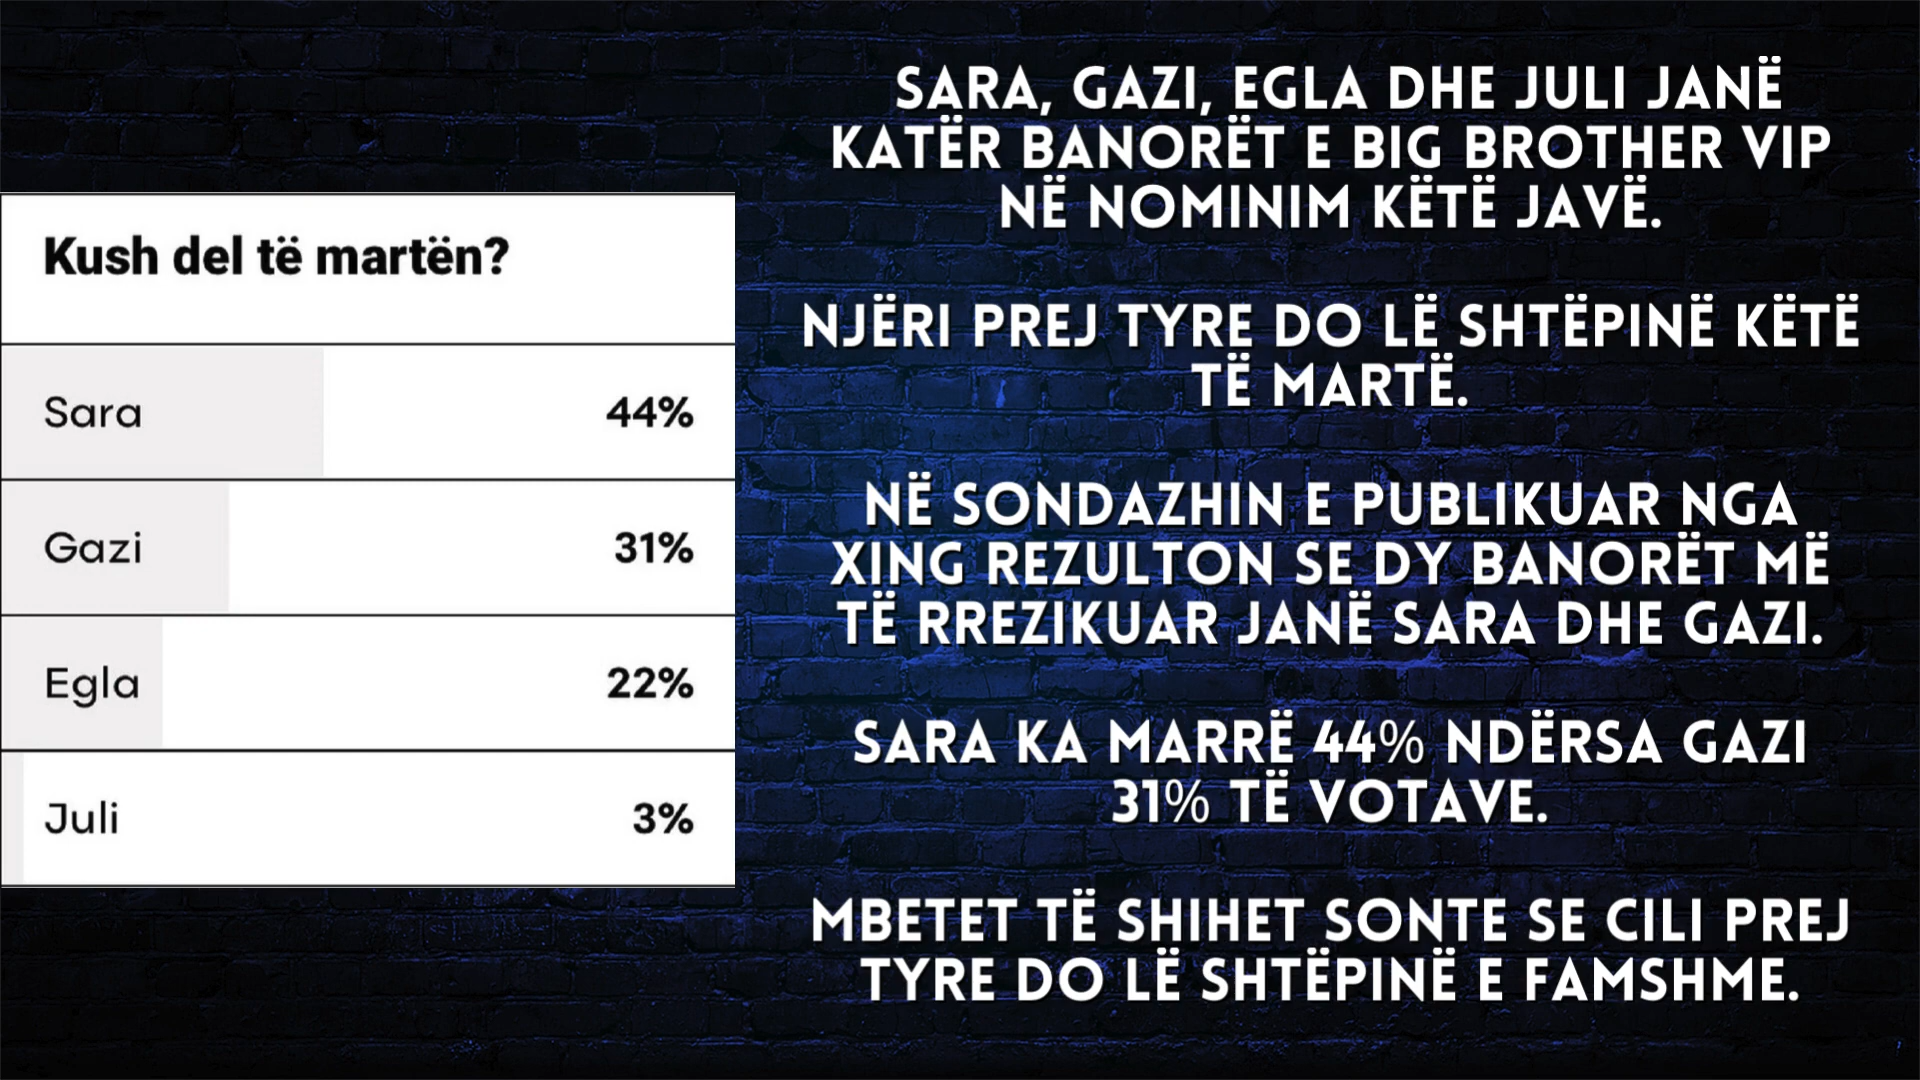 Kush del të martën?
Sara 44%
Gazi 31%
Egla 22%
Juli 3%
SARA, GAZI, EGLA DHE JULI JANË
KATËR BANORËT E BIG BROTHER VIP
NË NOMINIM KËTË JAVË.
NJËRI PREJ TYRE DO LË SHTËPINË KËTË
TË MARTË.
NË SONDAZHIN E PUBLIKUAR NGA
XING REZULTON SE DY BANORËT MË
TË RREZIKUAR JANË SARA DHE GAZI.
SARA KA MARRË 44% NDËRSA GAZI
31% TË VOTAVE.
MBETET TË SHIHET SONTE SE CILI PREJ
TYRE DO LË SHTËPINË E FAMSHME.